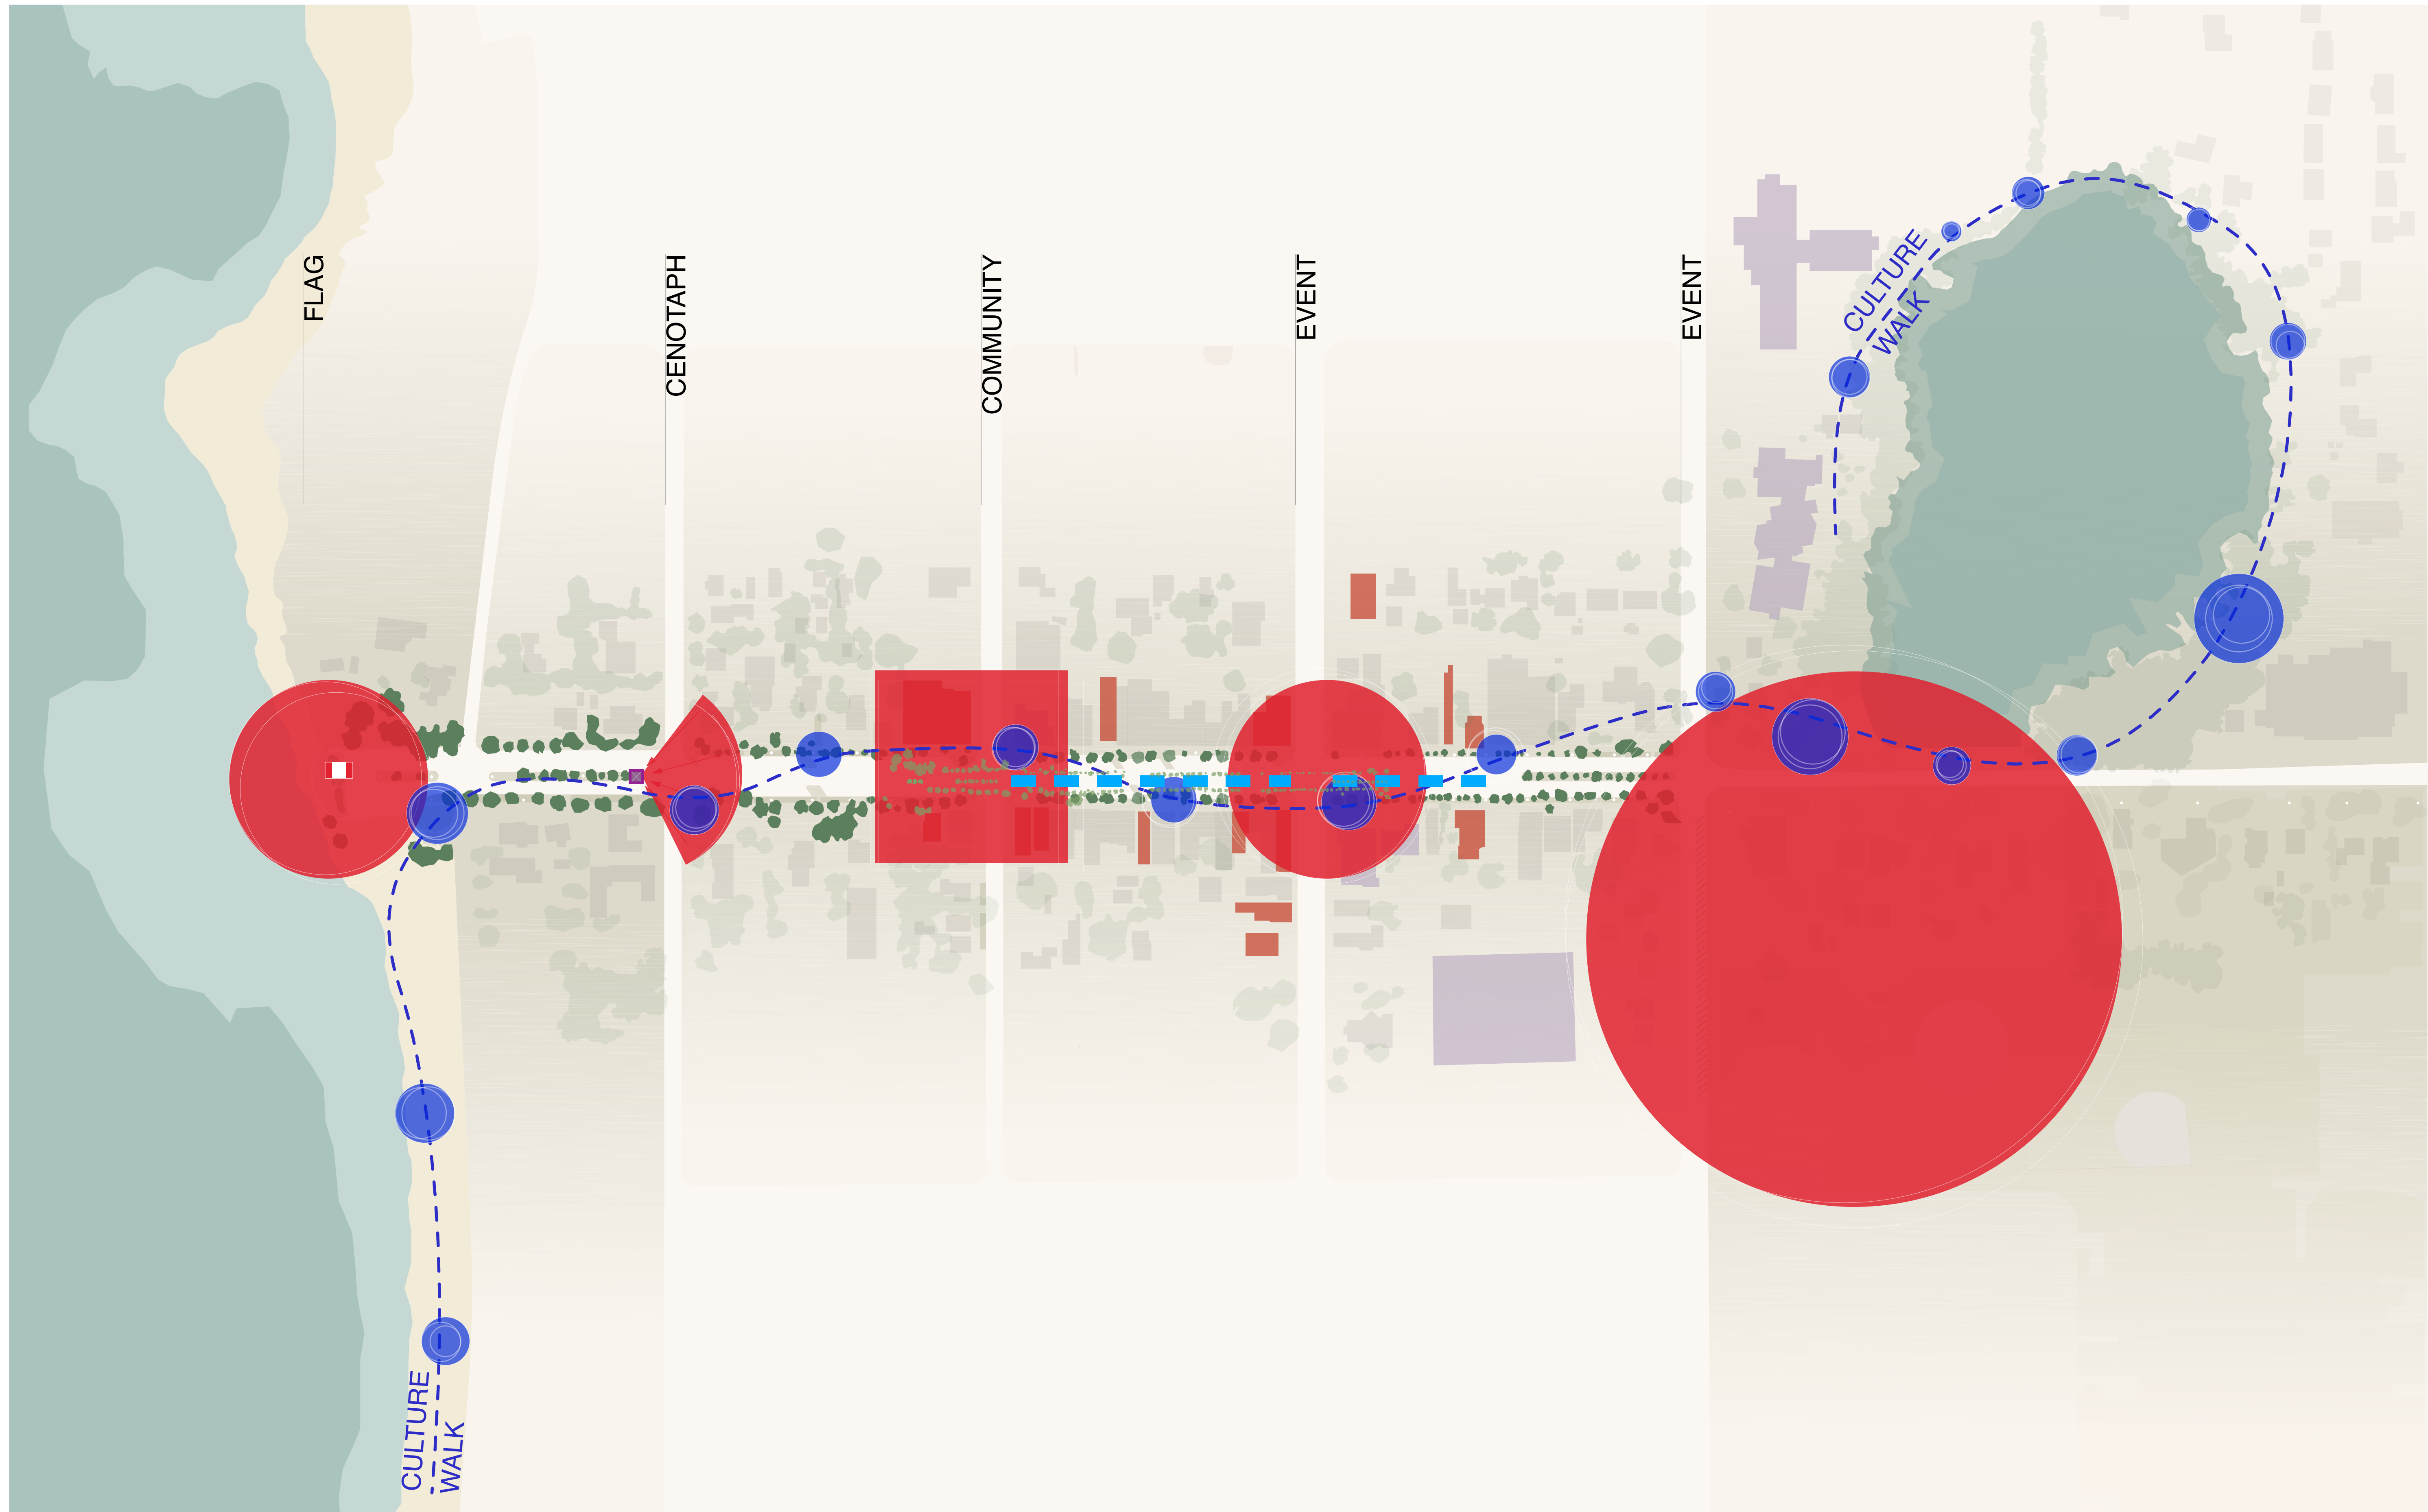 FLAG
CENOTAPH
COMMUNITY
EVENT
EVENT
CULTURE
WALK
CULTURE
WALK